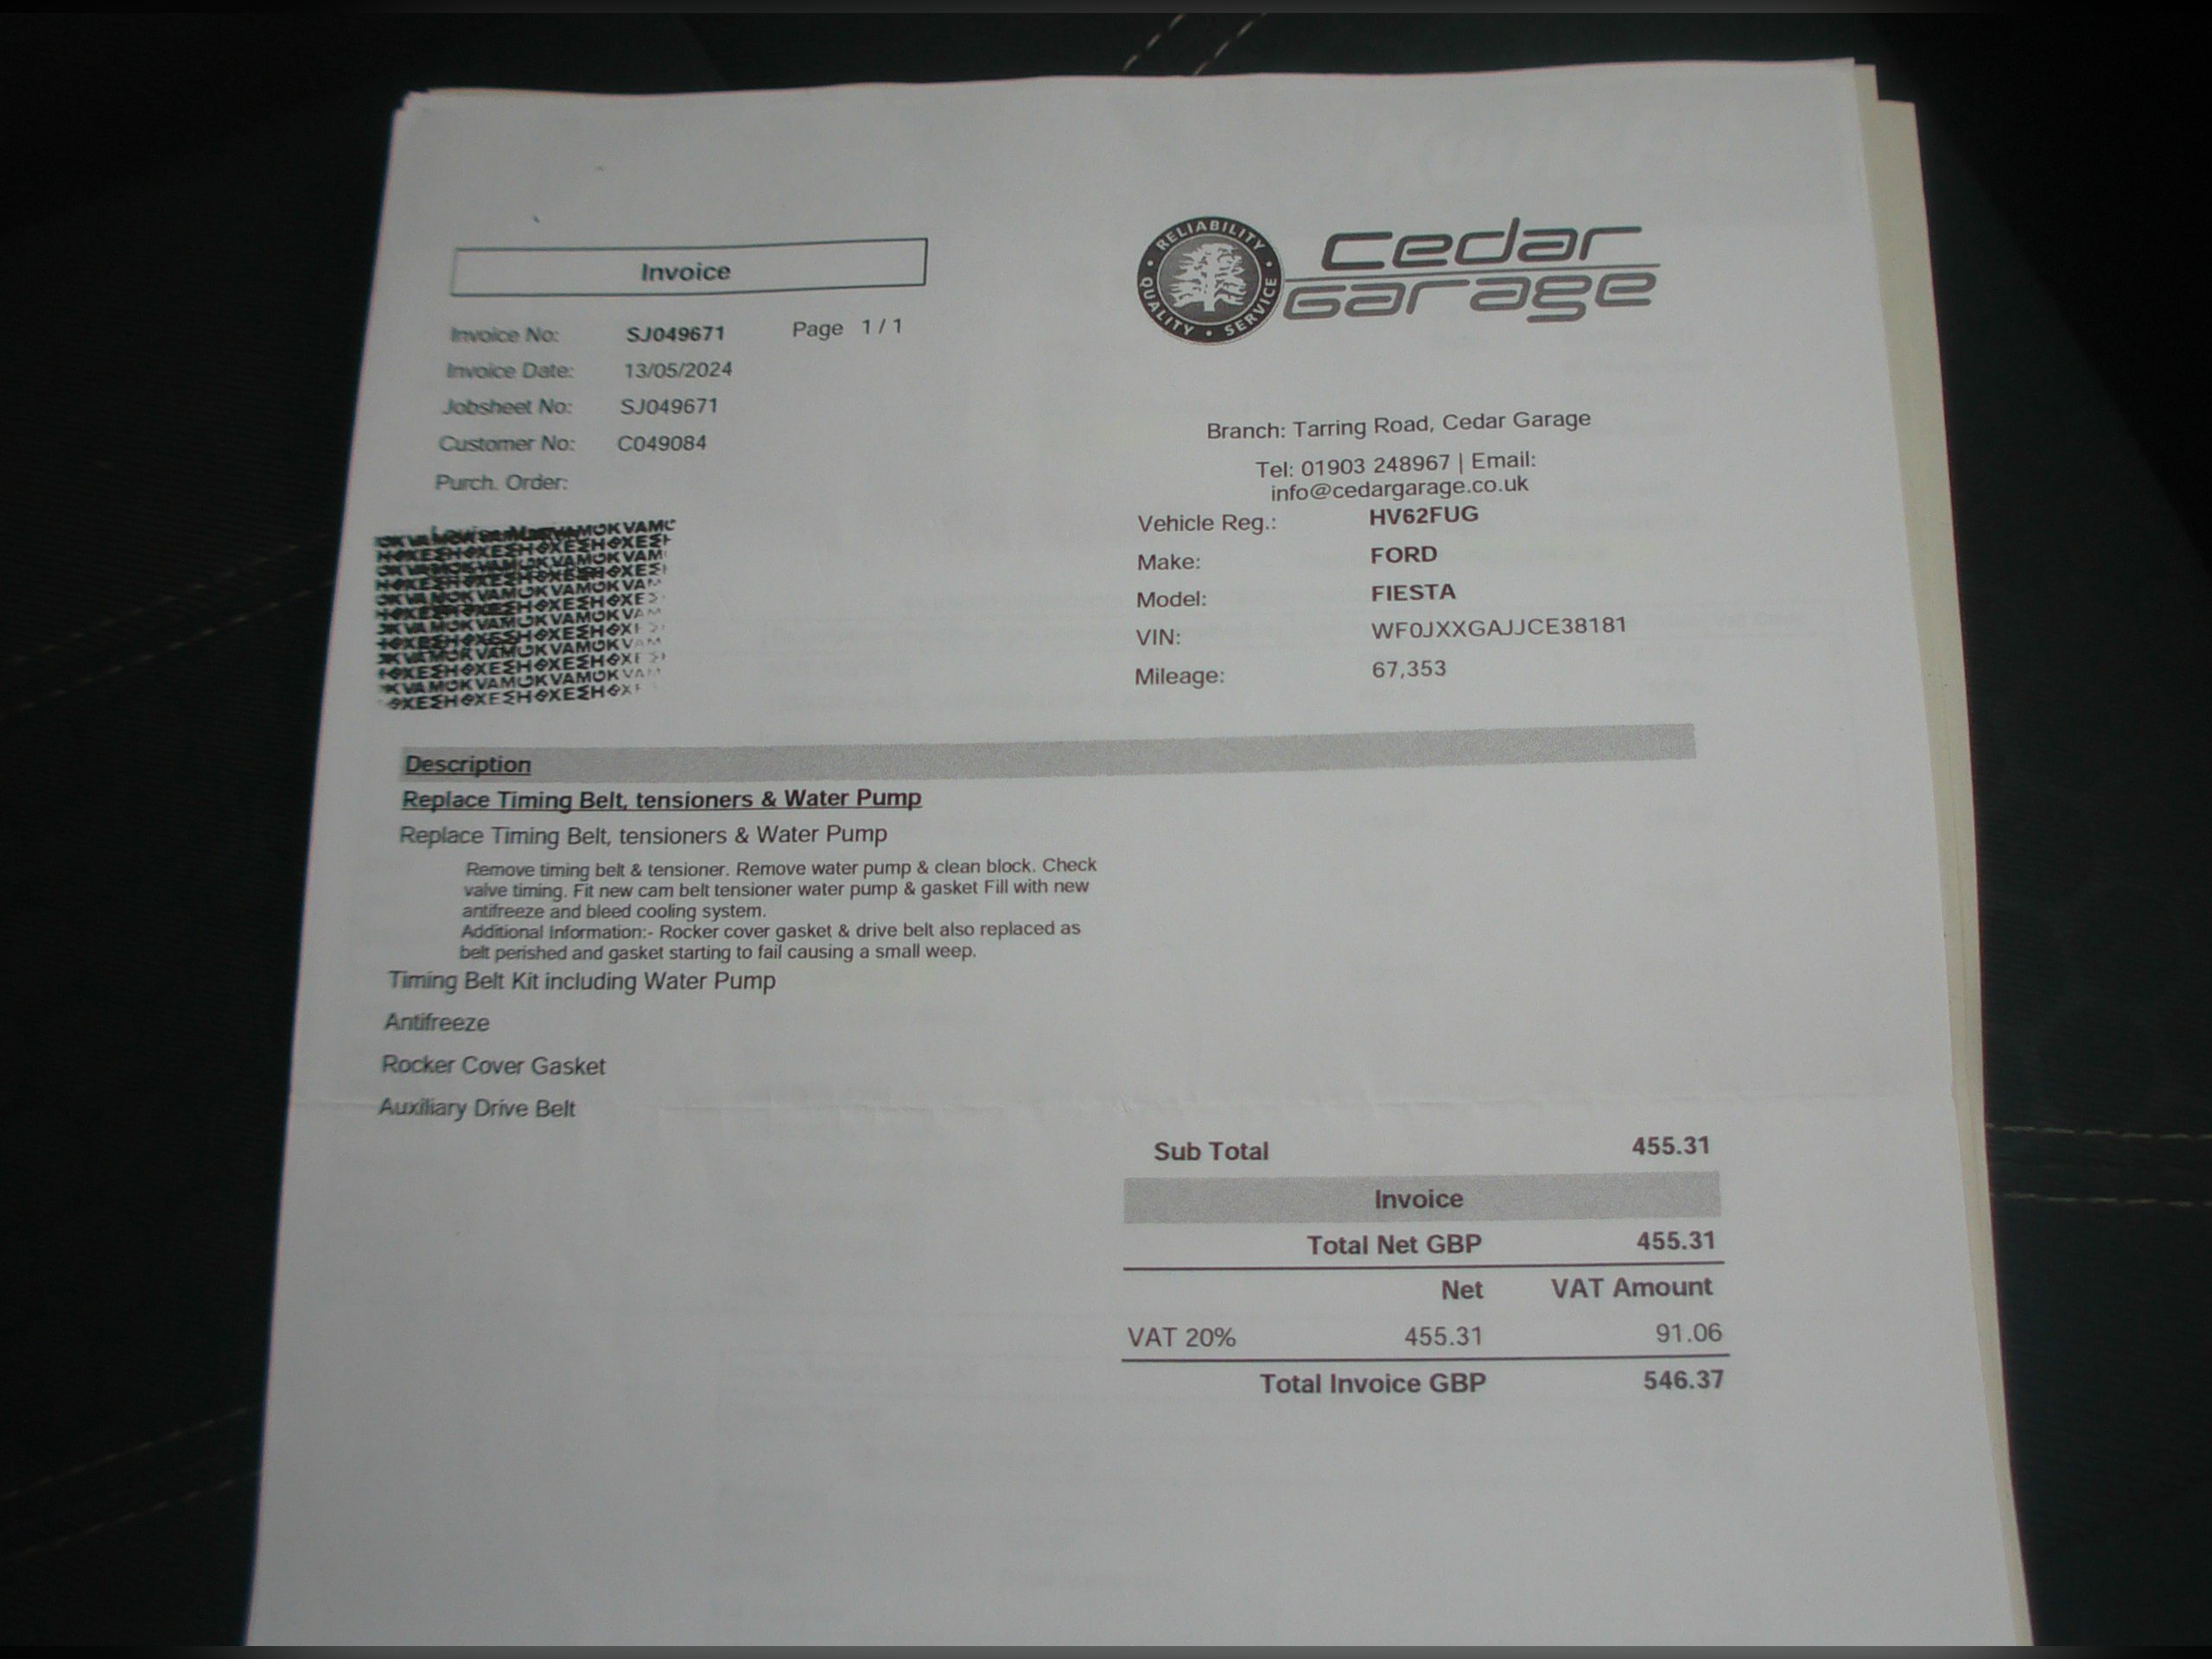 Invoice
Invoice No: SJ049671 Page 1 / 1
Invoice Date: 13/05/2024
Jobsheet No: SJ049671
Customer No: C049084
Purch. Order:
RELIABILITY • SERVICE • QUALITY •
cedar
garage
Branch: Tarring Road, Cedar Garage
Tel: 01903 248967 | Email:
info@cedargarage.co.uk
Vehicle Reg.: HV62FUG
Make: FORD
Model: FIESTA
VIN: WF0JXXGAJJCE38181
Mileage: 67,353
Description
Replace Timing Belt, tensioners & Water Pump
Replace Timing Belt, tensioners & Water Pump
Remove timing belt & tensioner. Remove water pump & clean block. Check
valve timing. Fit new cam belt tensioner water pump & gasket Fill with new
antifreeze and bleed cooling system.
Additional Information:- Rocker cover gasket & drive belt also replaced as
belt perished and gasket starting to fail causing a small weep.
Timing Belt Kit including Water Pump
Antifreeze
Rocker Cover Gasket
Auxiliary Drive Belt
Sub Total 455.31
Invoice
Total Net GBP 455.31
Net VAT Amount
VAT 20% 455.31 91.06
Total Invoice GBP 546.37